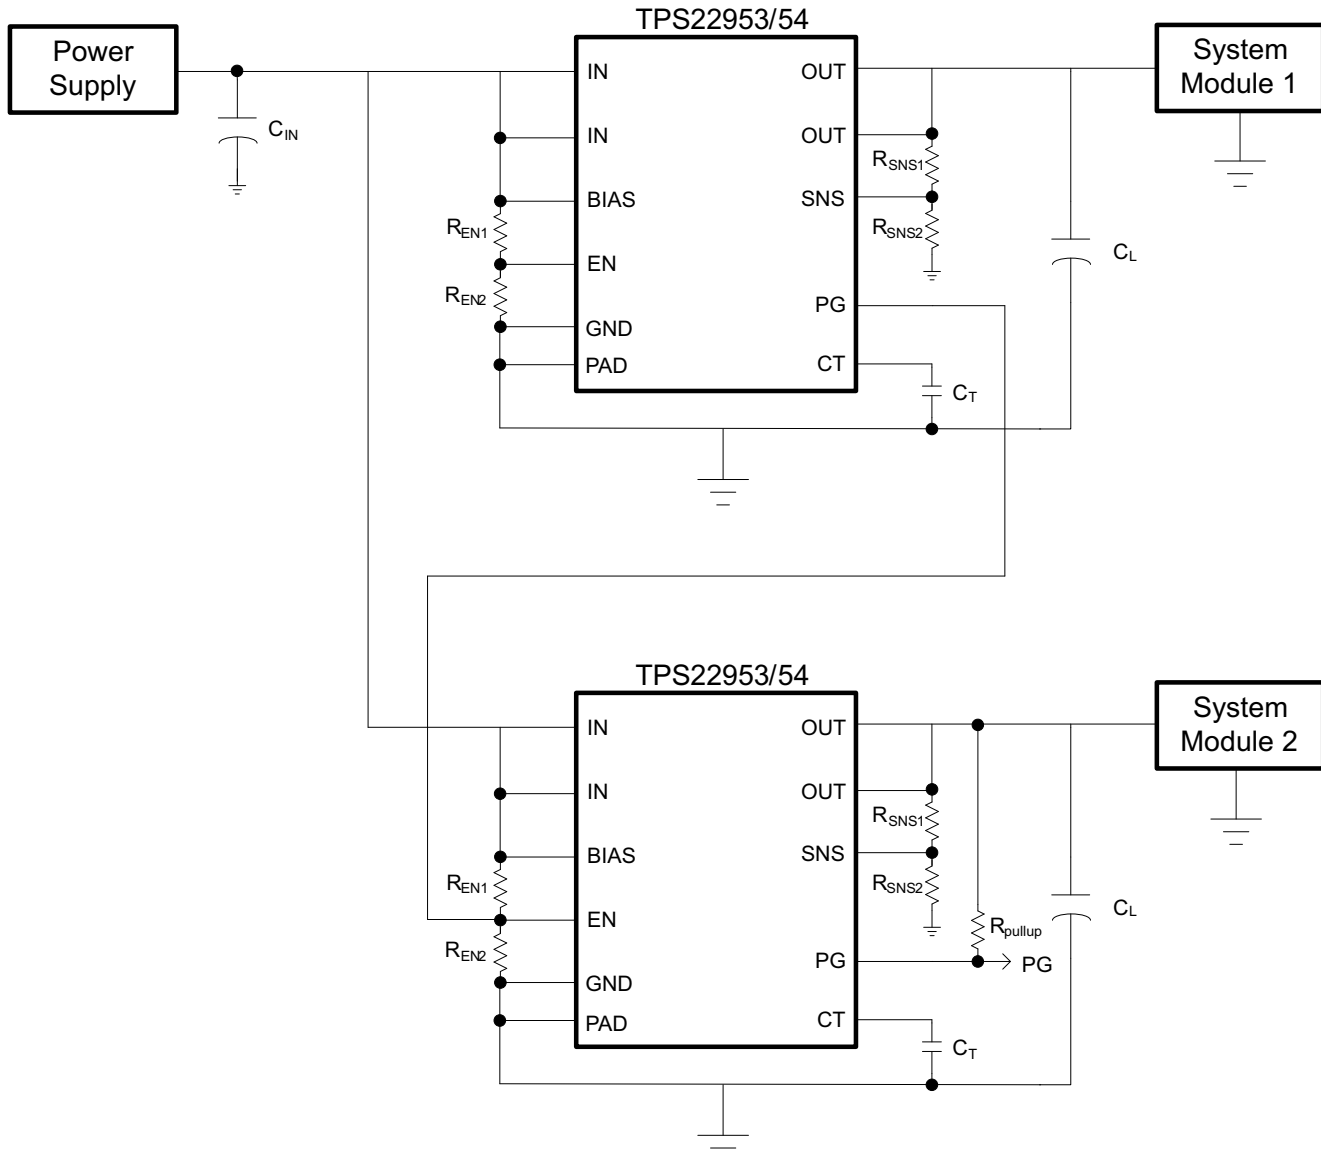 TPS22953/54
Power
Supply
C_IN
IN
IN
BIAS
R_EN1
EN
R_EN2
GND
PAD
OUT
OUT
R_SNS1
SNS
R_SNS2
PG
CT
C_T
C_L
System
Module 1
TPS22953/54
IN
IN
BIAS
R_EN1
EN
R_EN2
GND
PAD
OUT
OUT
R_SNS1
SNS
R_SNS2
PG
CT
C_T
R_pullup
PG
C_L
System
Module 2